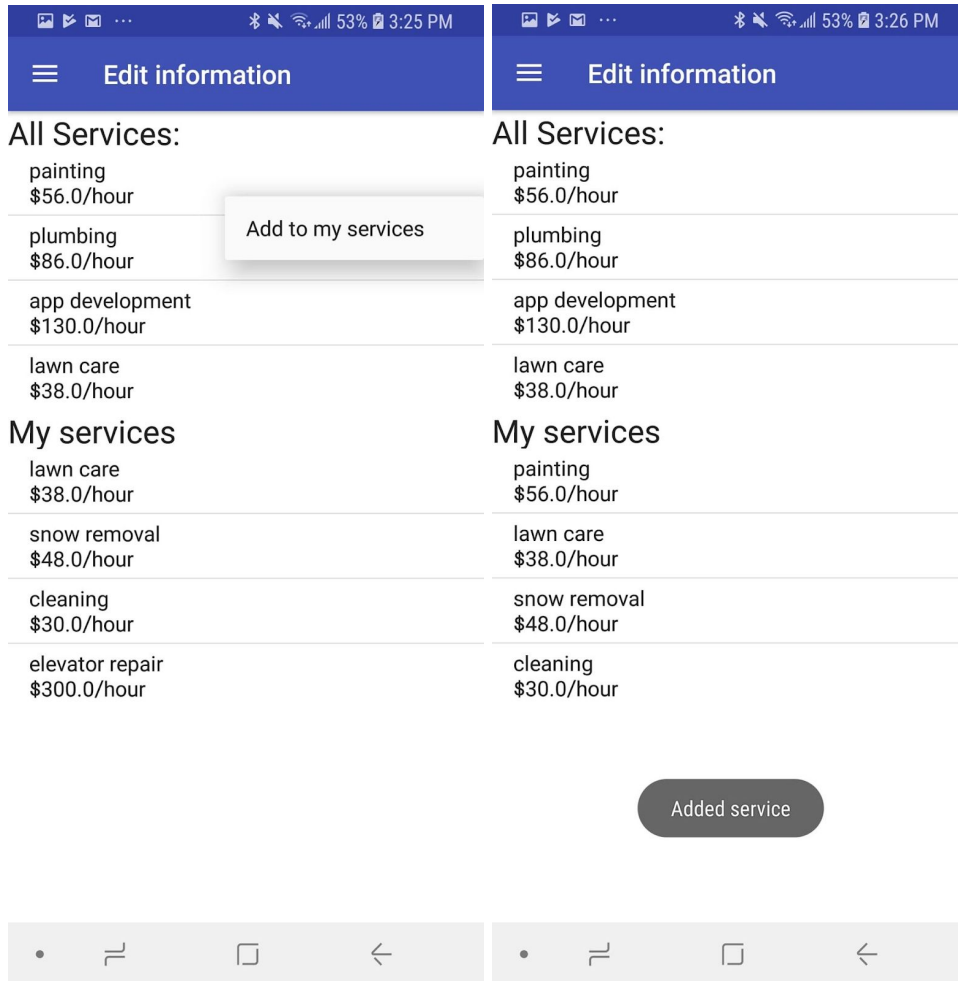 53% 3:25 PM
Edit information
All Services:
painting
$56.0/hour
Add to my services
plumbing
$86.0/hour
app development
$130.0/hour
lawn care
$38.0/hour
My services
lawn care
$38.0/hour
snow removal
$48.0/hour
cleaning
$30.0/hour
elevator repair
$300.0/hour
53% 3:26 PM
Edit information
All Services:
painting
$56.0/hour
plumbing
$86.0/hour
app development
$130.0/hour
lawn care
$38.0/hour
My services
painting
$56.0/hour
lawn care
$38.0/hour
snow removal
$48.0/hour
cleaning
$30.0/hour
Added service